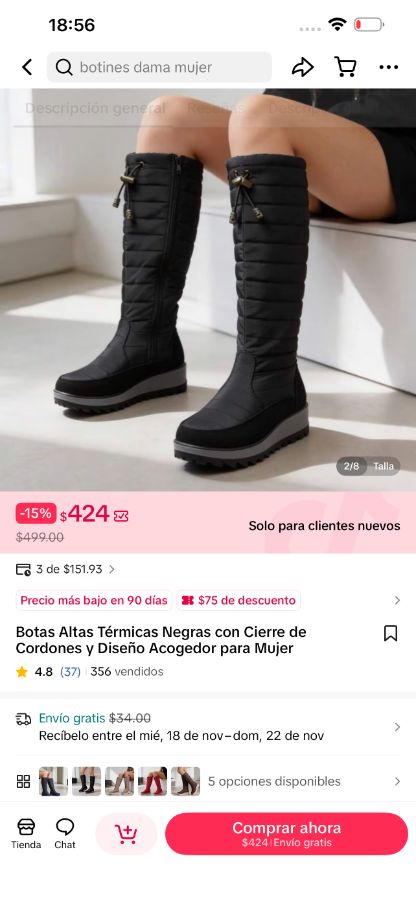 18:56
botines dama mujer
Descripción general Reseñas Descrip
2/8 Talla
-15% $424
$499.00
Solo para clientes nuevos
3 de $151.93
Precio más bajo en 90 días $75 de descuento
Botas Altas Térmicas Negras con Cierre de
Cordones y Diseño Acogedor para Mujer
4.8 (37) 356 vendidos
Envío gratis $34.00
Recíbelo entre el mié, 18 de nov–dom, 22 de nov
5 opciones disponibles
Tienda
Chat
Comprar ahora
$424 | Envío gratis